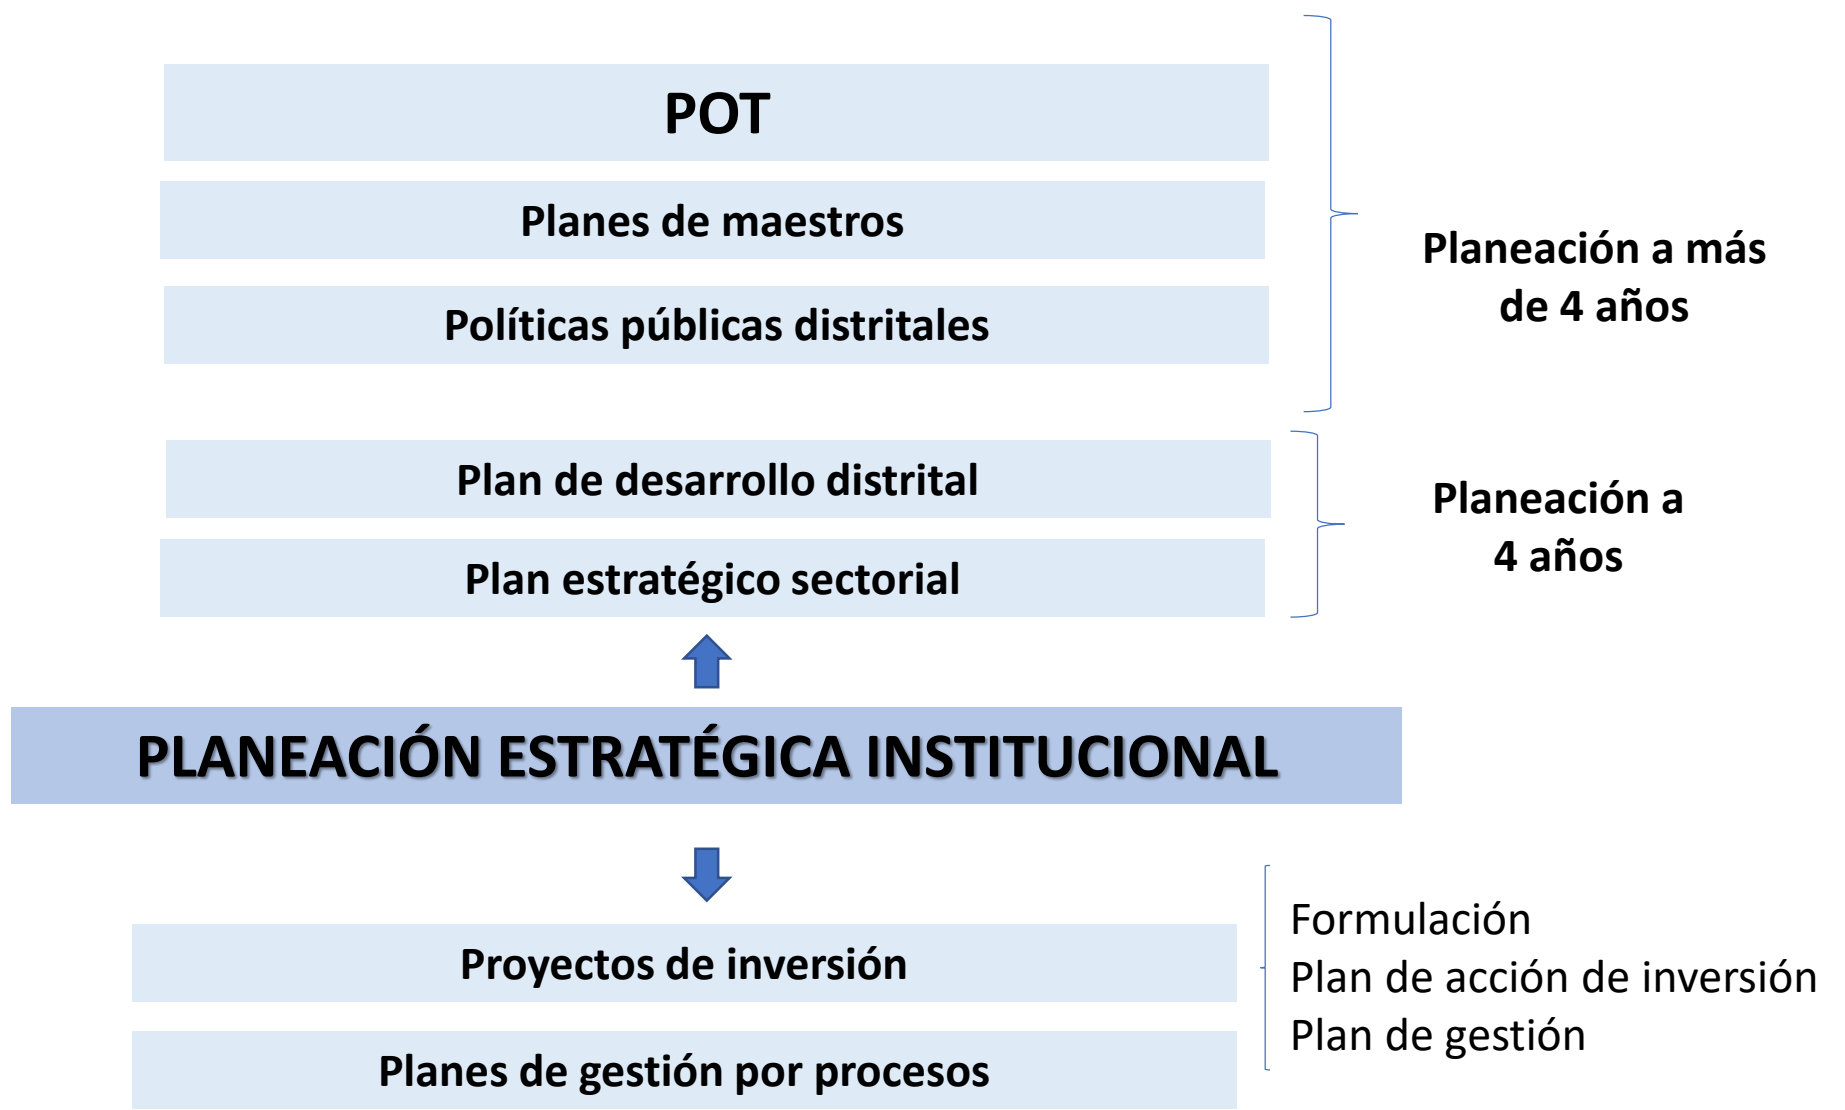 POT
Planes de maestros
Políticas públicas distritales
Planeación a más
de 4 años
Plan de desarrollo distrital
Plan estratégico sectorial
Planeación a
4 años
PLANEACIÓN ESTRATÉGICA INSTITUCIONAL
Proyectos de inversión
Planes de gestión por procesos
Formulación
Plan de acción de inversión
Plan de gestión